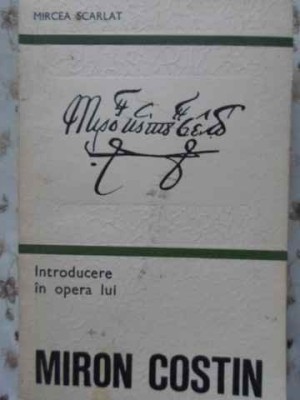 MIRCEA SCARLAT
Introducere
în opera lui
MIRON COSTIN